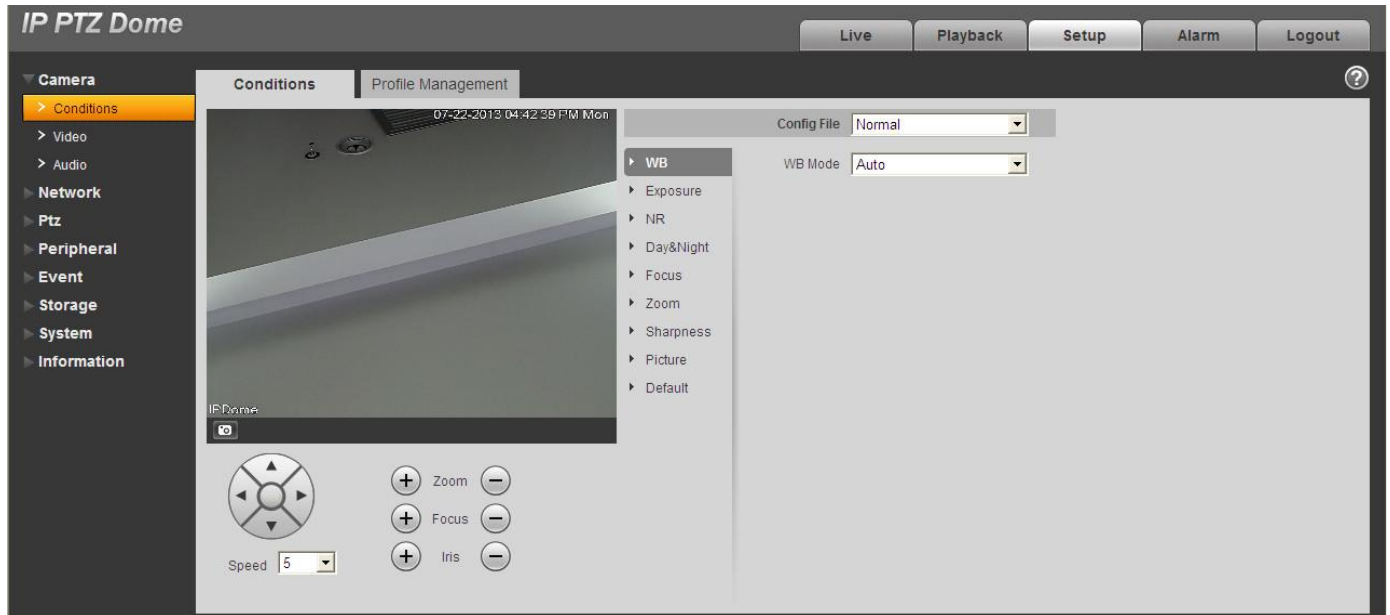 IP PTZ Dome
Live Playback Setup Alarm Logout
Camera
Conditions
Video
Audio
Network
Ptz
Peripheral
Event
Storage
System
Information
Conditions Profile Management
?
07-22-2013 04:42:39 PM Mon
IP Dome
Config File Normal
WB
Exposure
NR
Day&Night
Focus
Zoom
Sharpness
Picture
Default
WB Mode Auto
Zoom
Focus
Iris
Speed 5